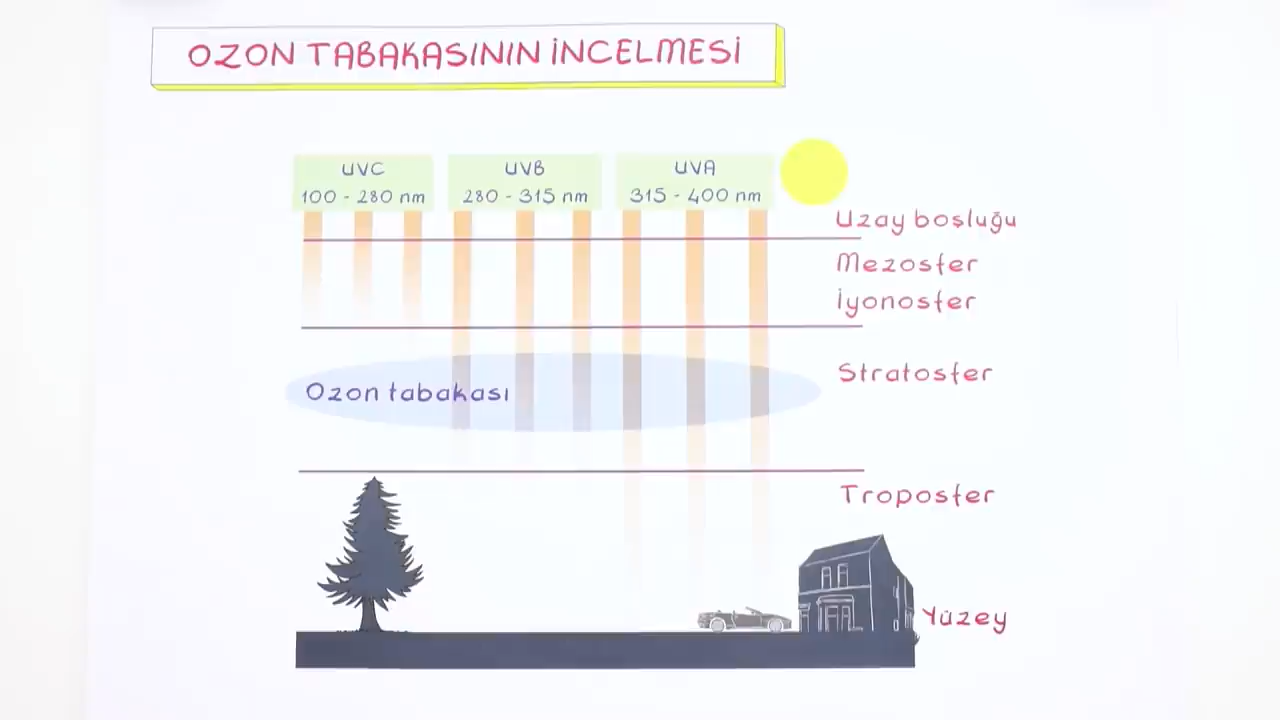 OZON TABAKASININ İNCELMESİ
UVC
100 - 280 nm
UVB
280 - 315 nm
UVA
315 - 400 nm
Uzay boşluğu
Mezosfer
İyonosfer
Stratosfer
Ozon tabakası
Troposfer
Yüzey